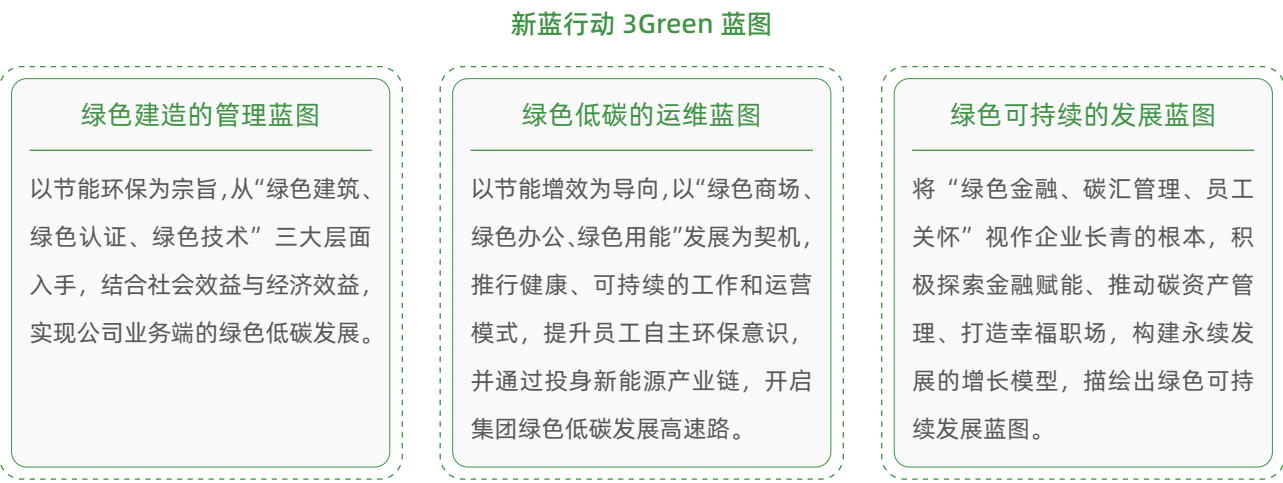 新蓝行动 3Green 蓝图
绿色建造的管理蓝图
以节能环保为宗旨,从“绿色建筑、
绿色认证、绿色技术”三大层面
入手，结合社会效益与经济效益，
实现公司业务端的绿色低碳发展。
绿色低碳的运维蓝图
以节能增效为导向,以“绿色商场、
绿色办公、绿色用能”发展为契机，
推行健康、可持续的工作和运营
模式，提升员工自主环保意识，
并通过投身新能源产业链，开启
集团绿色低碳发展高速路。
绿色可持续的发展蓝图
将“绿色金融、碳汇管理、员工
关怀”视作企业长青的根本，积
极探索金融赋能、推动碳资产管
理、打造幸福职场，构建永续发
展的增长模型，描绘出绿色可持
续发展蓝图。